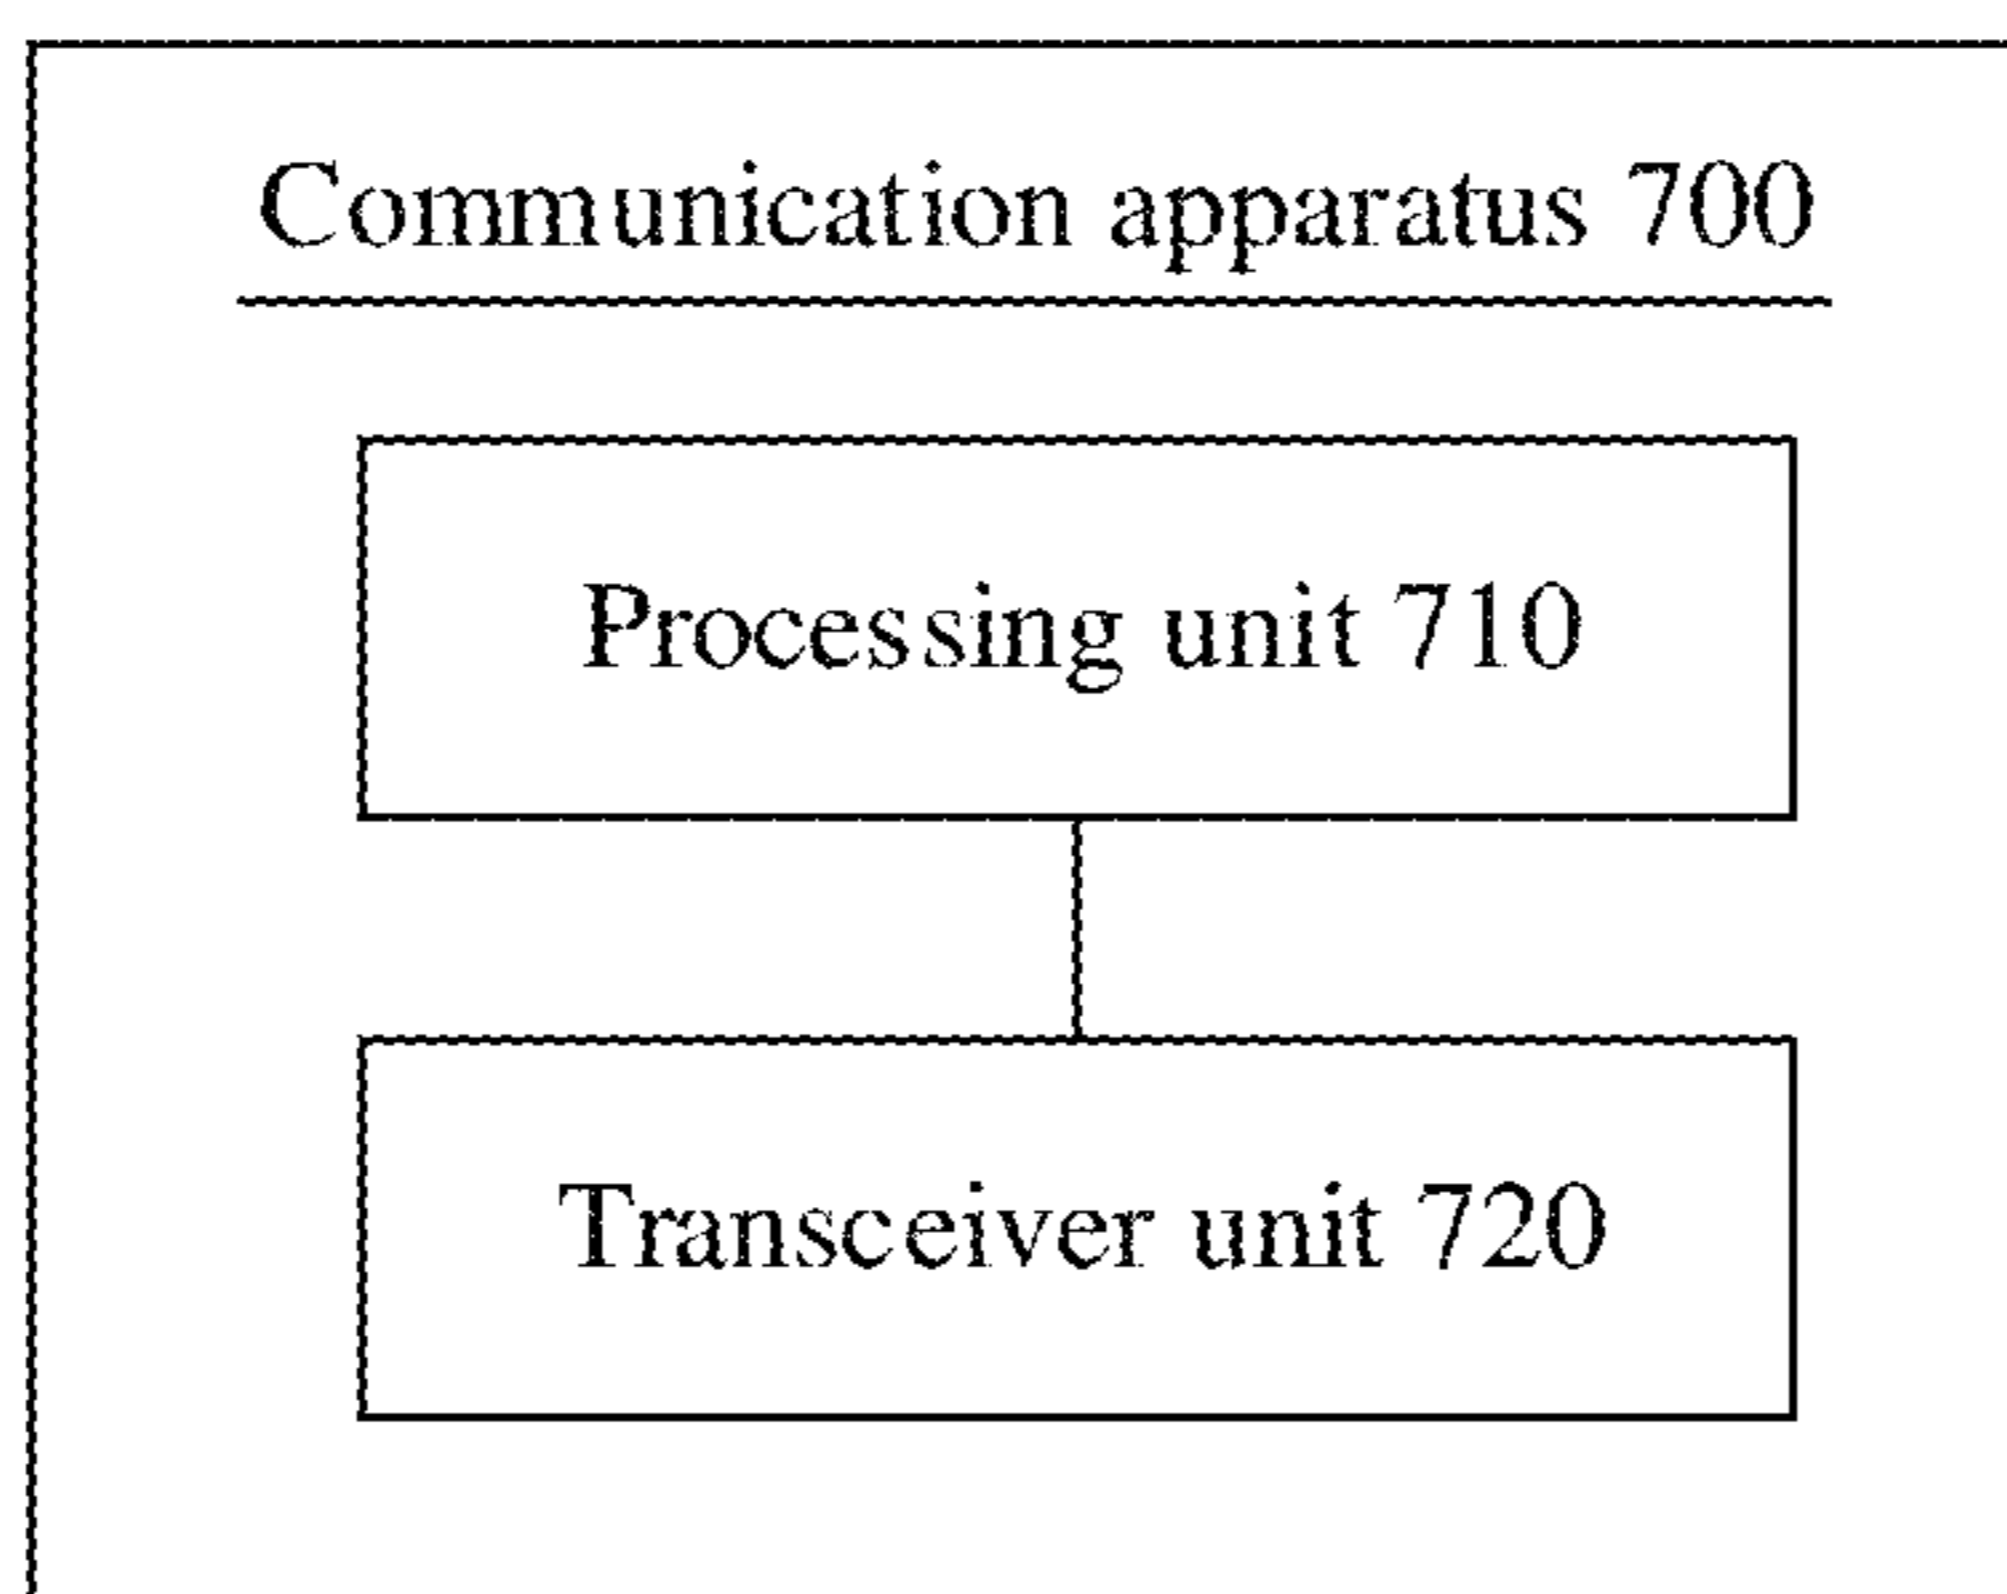 Communication apparatus 700
Processing unit 710
Transceiver unit 720